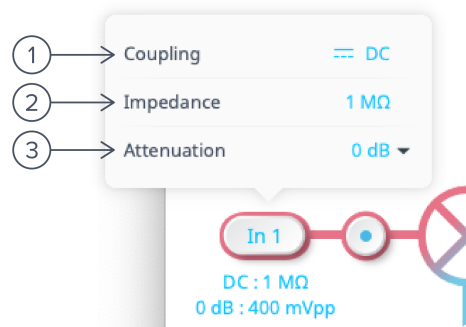 1 Coupling DC
2 Impedance 1 MΩ
3 Attenuation 0 dB
In 1
DC : 1 MΩ
0 dB : 400 mVpp